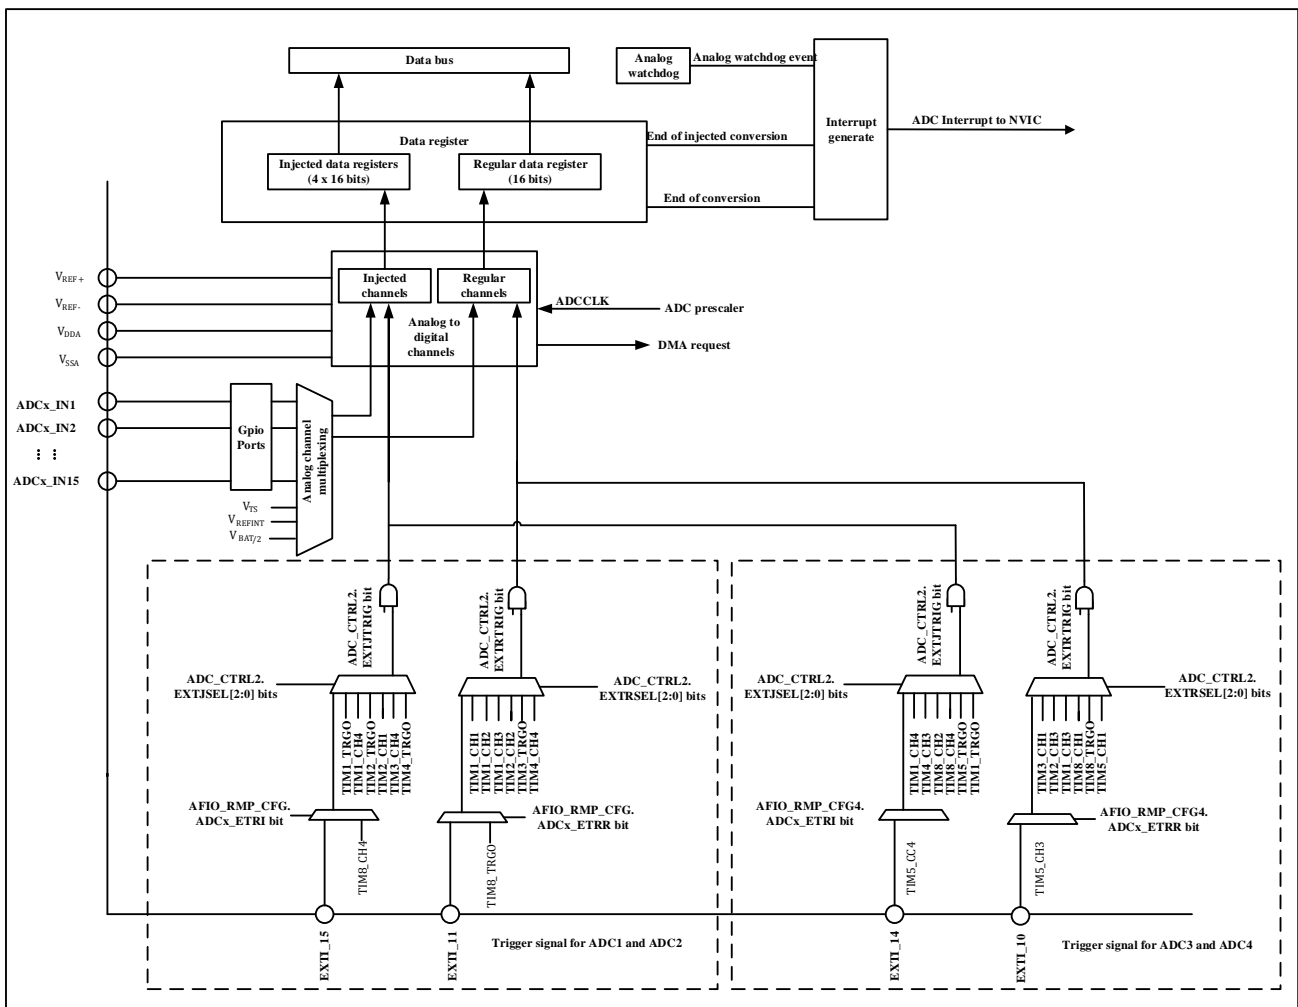 Data bus
Analog
watchdog
Analog watchdog event
Interrupt
generate
ADC Interrupt to NVIC
Data register
End of injected conversion
Injected data registers
(4 x 16 bits)
Regular data register
(16 bits)
End of conversion
VREF+
VREF-
VDDA
VSSA
Injected
channels
Regular
channels
Analog to
digital
channels
ADCCLK
ADC prescaler
DMA request
ADCx_IN1
ADCx_IN2
ADCx_IN15
Gpio
Ports
Analog channel
multiplexing
VTS
VREFINT
VBAT/2
ADC_CTRL2.
EXTJTRIG bit
ADC_CTRL2.
EXTRTRIG bit
ADC_CTRL2.
EXTJTRIG bit
ADC_CTRL2.
EXTRTRIG bit
ADC_CTRL2.
EXTJSEL[2:0] bits
ADC_CTRL2.
EXTRSEL[2:0] bits
ADC_CTRL2.
EXTJSEL[2:0] bits
ADC_CTRL2.
EXTRSEL[2:0] bits
TIM1_TRGO
TIM1_CH4
TIM2_TRGO
TIM2_CH1
TIM3_CH4
TIM4_TRGO
TIM1_CH1
TIM1_CH2
TIM1_CH3
TIM2_CH2
TIM3_TRGO
TIM4_CH4
TIM1_CH4
TIM4_CH3
TIM8_CH2
TIM8_CH4
TIM5_TRGO
TIM1_TRGO
TIM3_CH1
TIM2_CH3
TIM1_CH3
TIM8_CH1
TIM8_TRGO
TIM5_CH1
AFIO_RMP_CFG.
ADCx_ETRI bit
AFIO_RMP_CFG.
ADCx_ETRR bit
AFIO_RMP_CFG4.
ADCx_ETRI bit
AFIO_RMP_CFG4.
ADCx_ETRR bit
TIM8_CH4
TIM8_TRGO
TIM5_CC4
TIM5_CH3
EXTI_15
EXTI_11
Trigger signal for ADC1 and ADC2
EXTI_14
EXTI_10
Trigger signal for ADC3 and ADC4